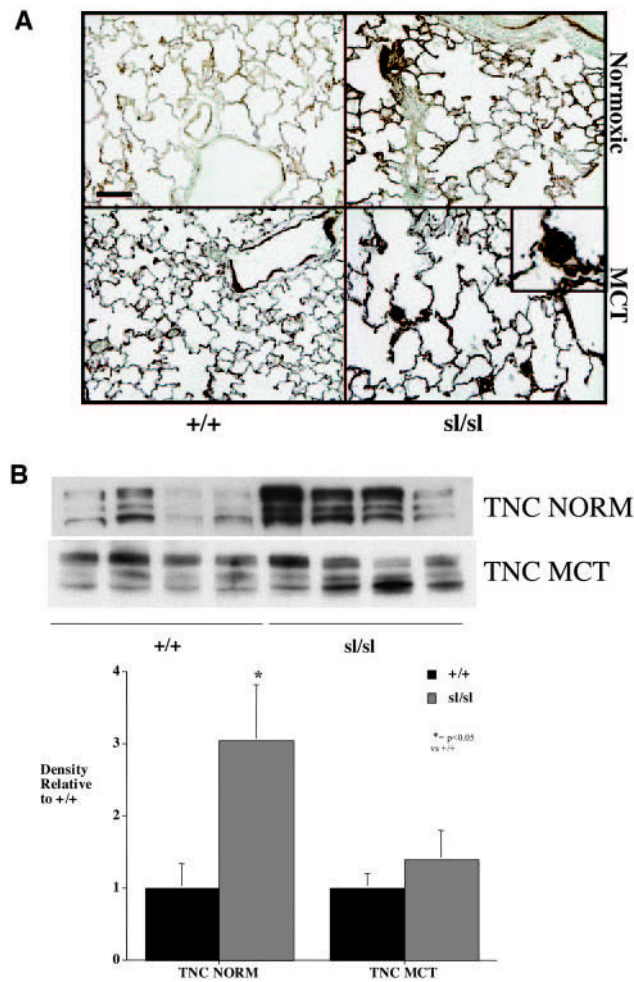 A
Normoxic
MCT
+/+
sl/sl
B
TNC NORM
TNC MCT
+/+
sl/sl
4
3
2
1
0
Density
Relative
to +/+
*
+/+
sl/sl
*= p<0.05
vs +/+
TNC NORM
TNC MCT